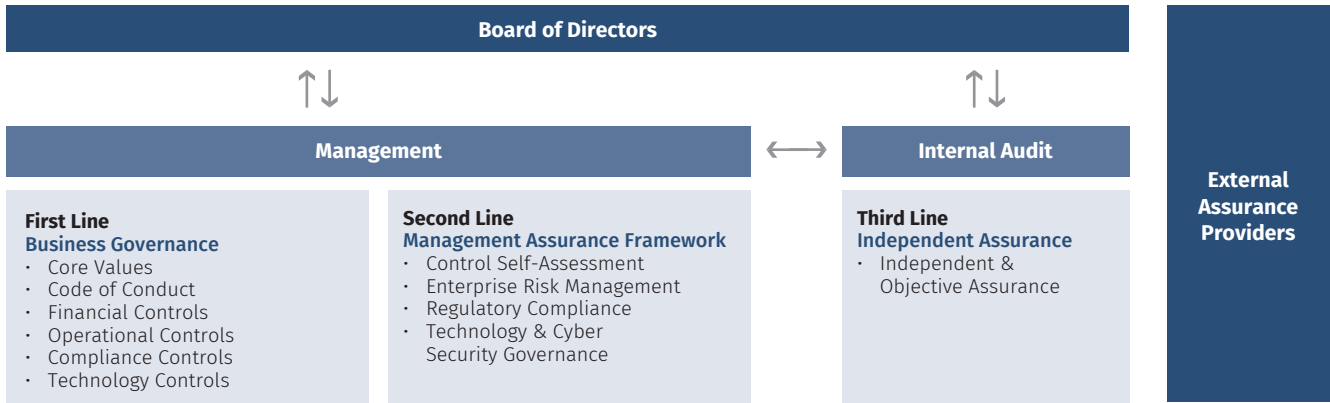 Board of Directors
Management
Internal Audit
First Line
Business Governance
· Core Values
· Code of Conduct
· Financial Controls
· Operational Controls
· Compliance Controls
· Technology Controls
Second Line
Management Assurance Framework
· Control Self-Assessment
· Enterprise Risk Management
· Regulatory Compliance
· Technology & Cyber
Security Governance
Third Line
Independent Assurance
· Independent &
Objective Assurance
External
Assurance
Providers